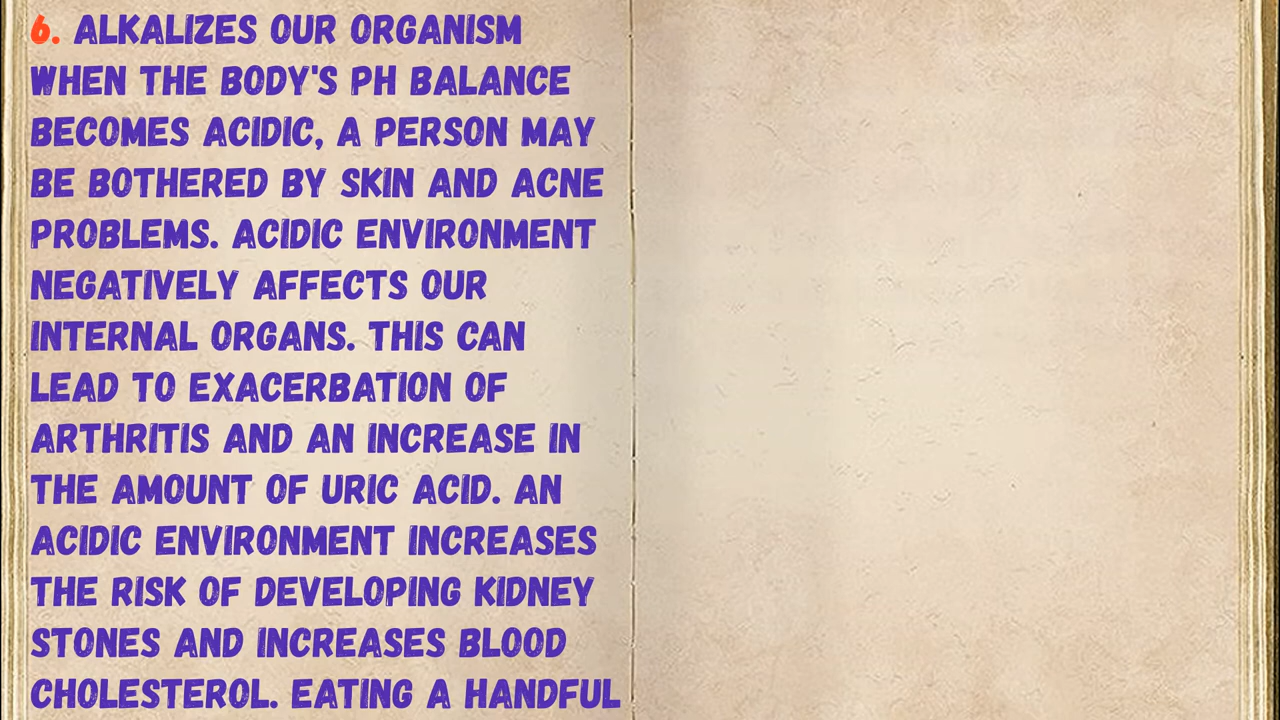 6. ALKALIZES OUR ORGANISM
WHEN THE BODY'S PH BALANCE
BECOMES ACIDIC, A PERSON MAY
BE BOTHERED BY SKIN AND ACNE
PROBLEMS. ACIDIC ENVIRONMENT
NEGATIVELY AFFECTS OUR
INTERNAL ORGANS. THIS CAN
LEAD TO EXACERBATION OF
ARTHRITIS AND AN INCREASE IN
THE AMOUNT OF URIC ACID. AN
ACIDIC ENVIRONMENT INCREASES
THE RISK OF DEVELOPING KIDNEY
STONES AND INCREASES BLOOD
CHOLESTEROL. EATING A HANDFUL